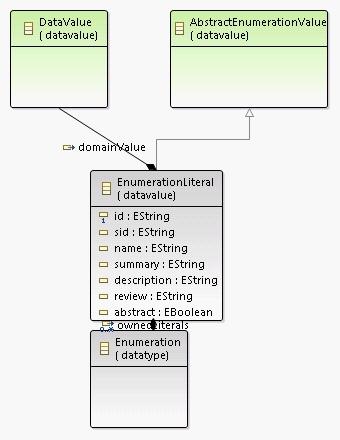 DataValue
( datavalue)
AbstractEnumerationValue
( datavalue)
domainValue
EnumerationLiteral
( datavalue)
id : EString
sid : EString
name : EString
summary : EString
description : EString
review : EString
abstract : EBoolean
ownedLiterals
Enumeration
( datatype)